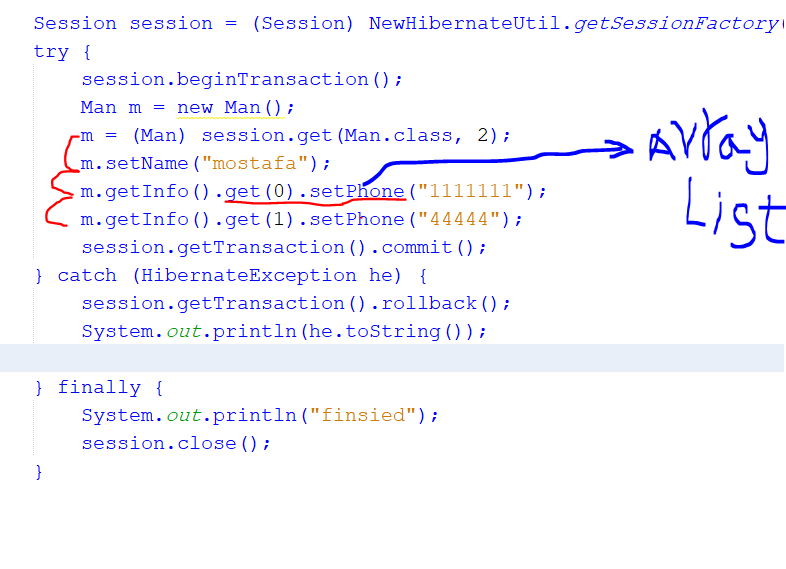 Session session = (Session) NewHibernateUtil.getSessionFactory(
try {
session.beginTransaction();
Man m = new Man();
m = (Man) session.get(Man.class, 2);
m.setName("mostafa");
m.getInfo().get(0).setPhone("1111111");
m.getInfo().get(1).setPhone("44444");
session.getTransaction().commit();
} catch (HibernateException he) {
session.getTransaction().rollback();
System.out.println(he.toString());
} finally {
System.out.println("finsied");
session.close();
}
Array
List